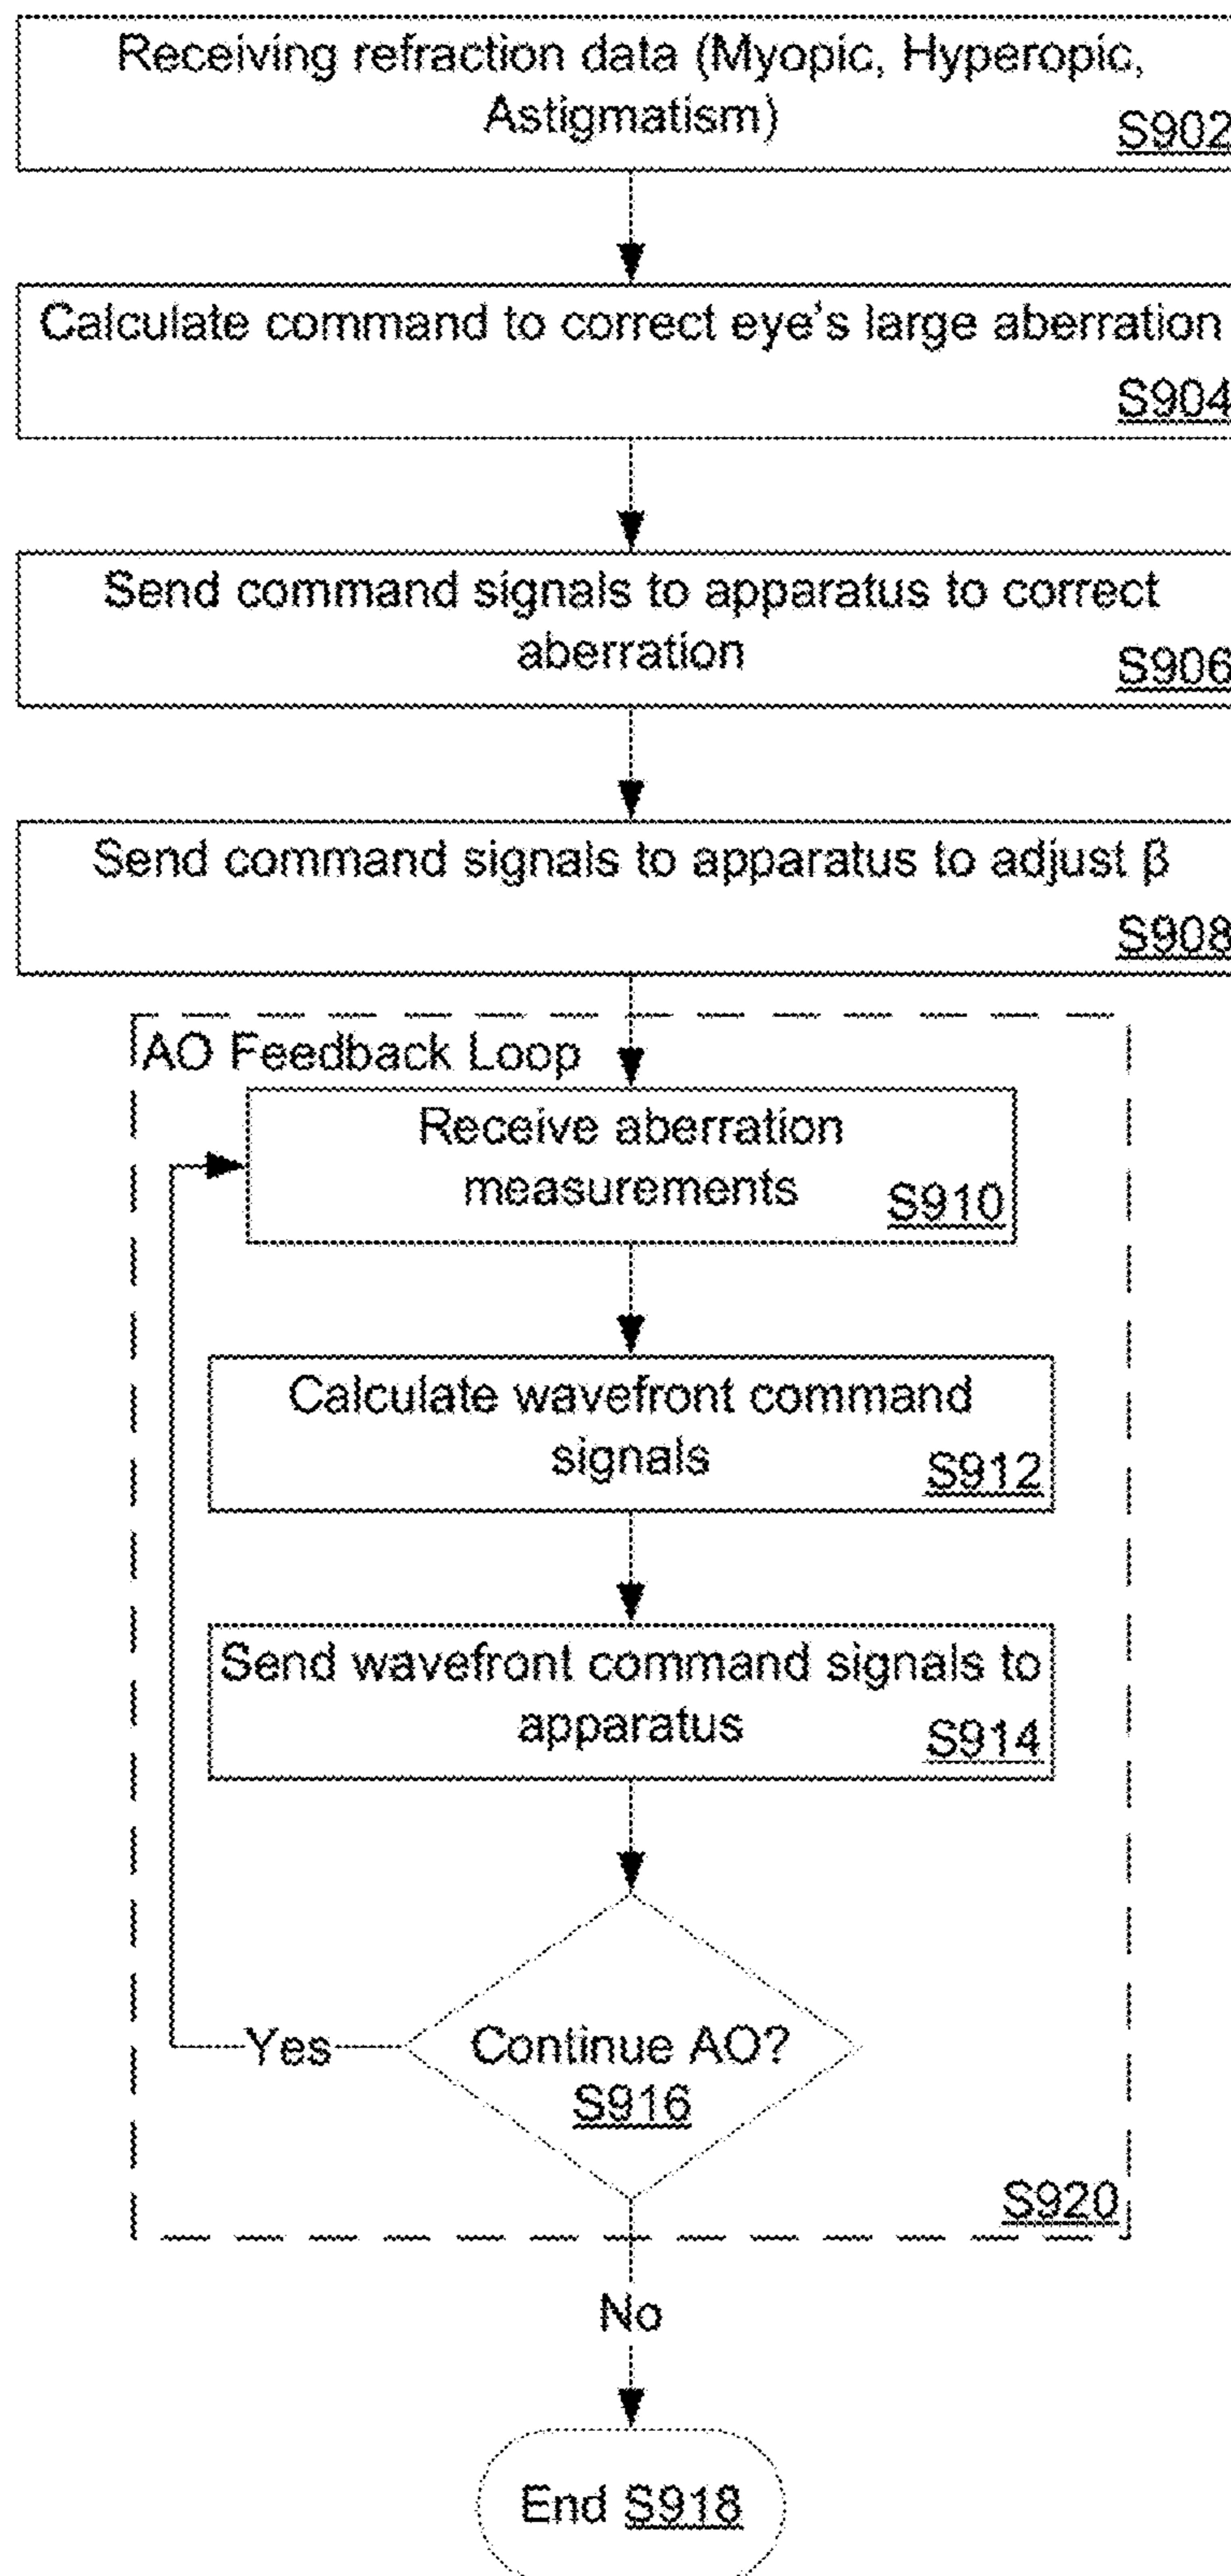 Receiving refraction data (Myopic, Hyperopic,
Astigmatism)
S902
Calculate command to correct eye's large aberration
S904
Send command signals to apparatus to correct
aberration
S906
Send command signals to apparatus to adjust β
S908
AO Feedback Loop
Receive aberration
measurements
S910
Calculate wavefront command
signals
S912
Send wavefront command signals to
apparatus
S914
Yes
Continue AO?
S916
S920
No
End S918